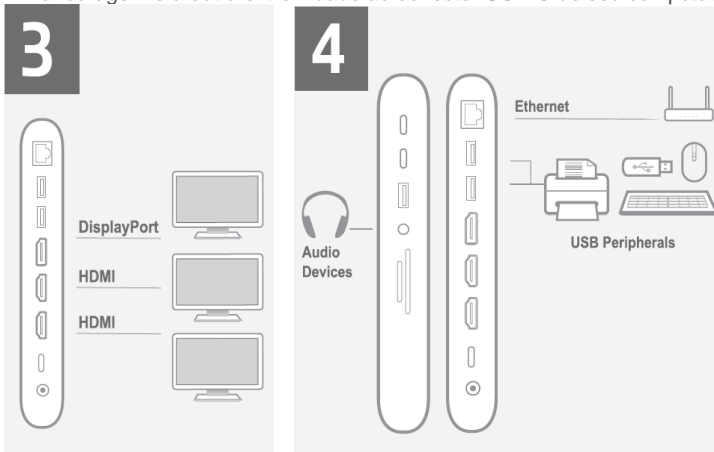 3
DisplayPort
HDMI
HDMI
4
Ethernet
Audio
Devices
USB Peripherals